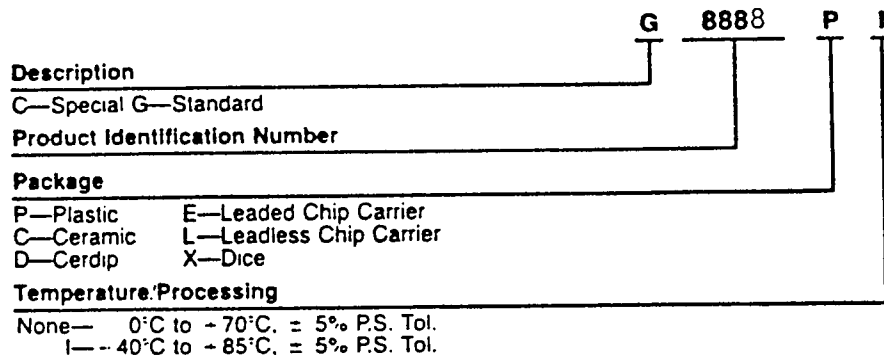 G 8888 P I
Description
C—Special G—Standard
Product Identification Number
Package
P—Plastic E—Leaded Chip Carrier
C—Ceramic L—Leadless Chip Carrier
D—Cerdip X—Dice
Temperature/Processing
None— 0°C to +70°C, ± 5% P.S. Tol.
I— -40°C to +85°C, ± 5% P.S. Tol.